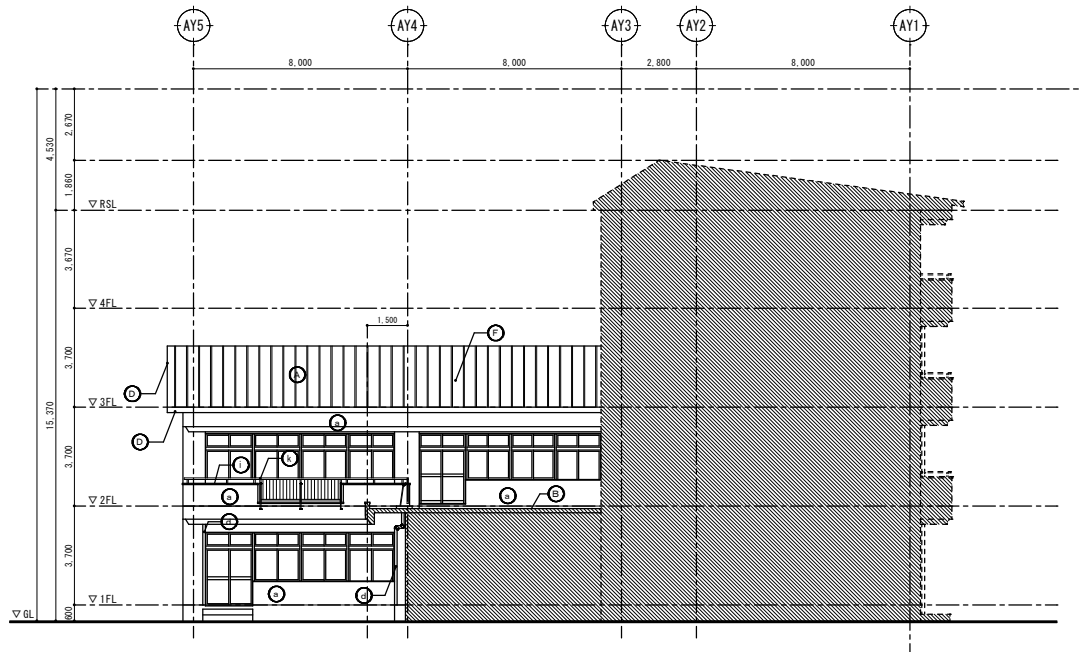 AY5 AY4 AY3 AY2 AY1
8,000 8,000 2,800 8,000
2,670
4,530
1,860
▽RSL
3,670
▽4FL
1,500
F
3,700
A
D
▽3FL
15,370
a
D
3,700
k
i
a a B
▽2FL
d
3,700
a d
▽1FL
600
▽GL